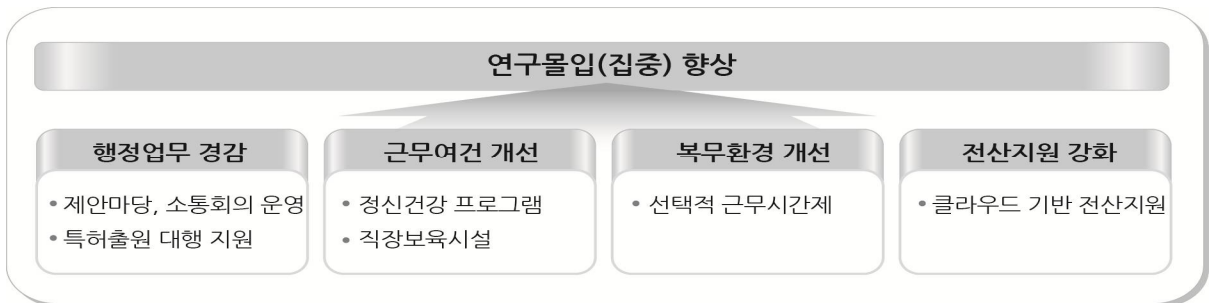 연구몰입(집중) 향상
행정업무 경감
• 제안마당, 소통회의 운영
• 특허출원 대행 지원
근무여건 개선
• 정신건강 프로그램
• 직장보육시설
복무환경 개선
• 선택적 근무시간제
전산지원 강화
• 클라우드 기반 전산지원